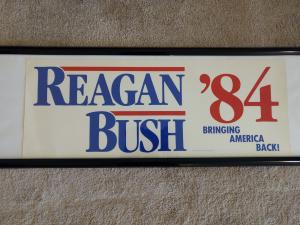 REAGAN
BUSH
'84
BRINGING
AMERICA
BACK!